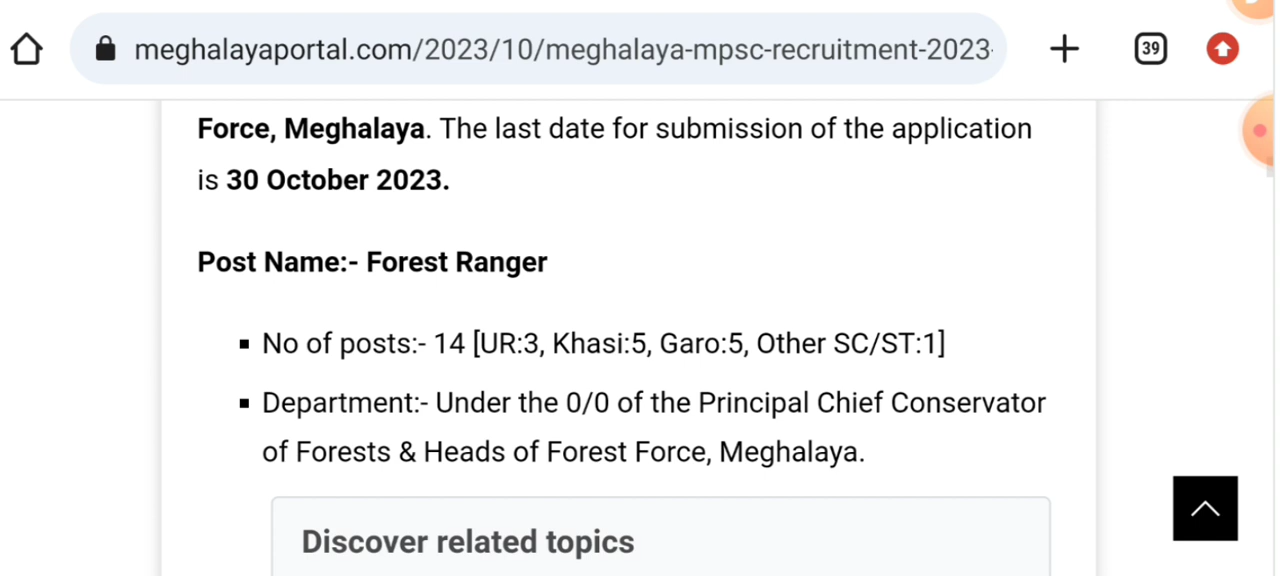 meghalayaportal.com/2023/10/meghalaya-mpsc-recruitment-2023-
39
Force, Meghalaya. The last date for submission of the application
is 30 October 2023.
Post Name:- Forest Ranger
No of posts:- 14 [UR:3, Khasi:5, Garo:5, Other SC/ST:1]
Department:- Under the 0/0 of the Principal Chief Conservator
of Forests & Heads of Forest Force, Meghalaya.
Discover related topics